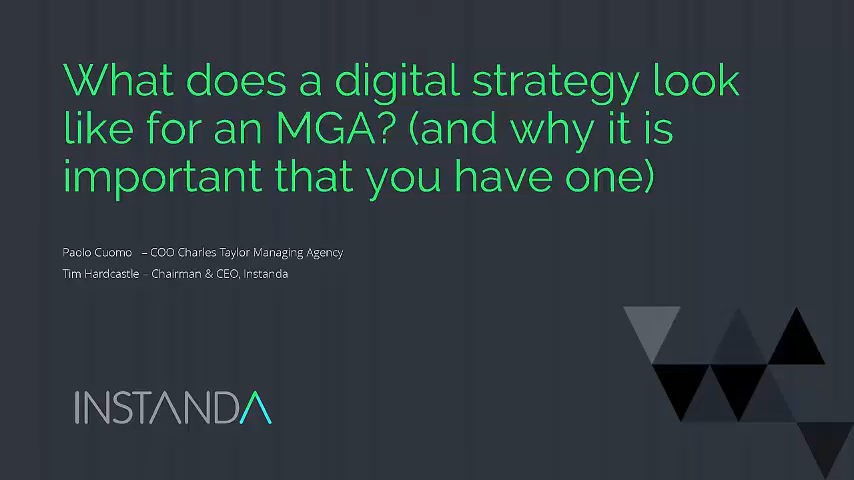 What does a digital strategy look
like for an MGA? (and why it is
important that you have one)
Paolo Cuomo – COO Charles Taylor Managing Agency
Tim Hardcastle – Chairman & CEO, Instanda
INSTANDA